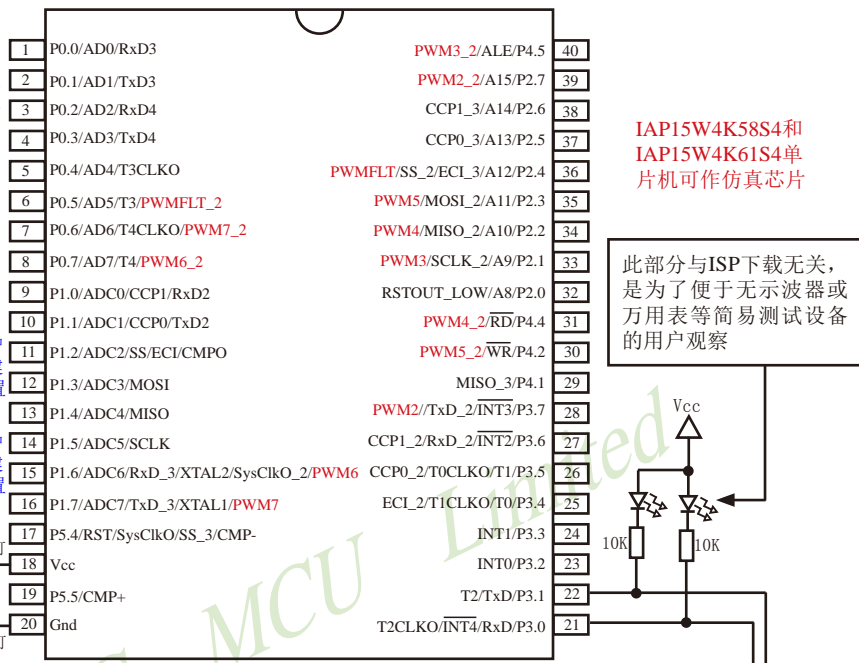 1 P0.0/AD0/RxD3
2 P0.1/AD1/TxD3
3 P0.2/AD2/RxD4
4 P0.3/AD3/TxD4
5 P0.4/AD4/T3CLKO
6 P0.5/AD5/T3/PWMFLT_2
7 P0.6/AD6/T4CLKO/PWM7_2
8 P0.7/AD7/T4/PWM6_2
9 P1.0/ADC0/CCP1/RxD2
10 P1.1/ADC1/CCP0/TxD2
11 P1.2/ADC2/SS/ECI/CMPO
12 P1.3/ADC3/MOSI
13 P1.4/ADC4/MISO
14 P1.5/ADC5/SCLK
15 P1.6/ADC6/RxD_3/XTAL2/SysClkO_2/PWM6
16 P1.7/ADC7/TxD_3/XTAL1/PWM7
17 P5.4/RST/SysClkO/SS_3/CMP-
18 Vcc
19 P5.5/CMP+
20 Gnd
PWM3_2/ALE/P4.5 40
PWM2_2/A15/P2.7 39
CCP1_3/A14/P2.6 38
CCP0_3/A13/P2.5 37
PWMFLT/SS_2/ECI_3/A12/P2.4 36
PWM5/MOSI_2/A11/P2.3 35
PWM4/MISO_2/A10/P2.2 34
PWM3/SCLK_2/A9/P2.1 33
RSTOUT_LOW/A8/P2.0 32
PWM4_2/RD/P4.4 31
PWM5_2/WR/P4.2 30
MISO_3/P4.1 29
PWM2//TxD_2/INT3/P3.7 28
CCP1_2/RxD_2/INT2/P3.6 27
CCP0_2/T0CLKO/T1/P3.5 26
ECI_2/T1CLKO/T0/P3.4 25
INT1/P3.3 24
INT0/P3.2 23
T2/TxD/P3.1 22
T2CLKO/INT4/RxD/P3.0 21
IAP15W4K58S4和
IAP15W4K61S4单
片机可作仿真芯片
此部分与ISP下载无关，
是为了便于无示波器或
万用表等简易测试设备
的用户观察
Vcc
10K
10K
MCU Limited